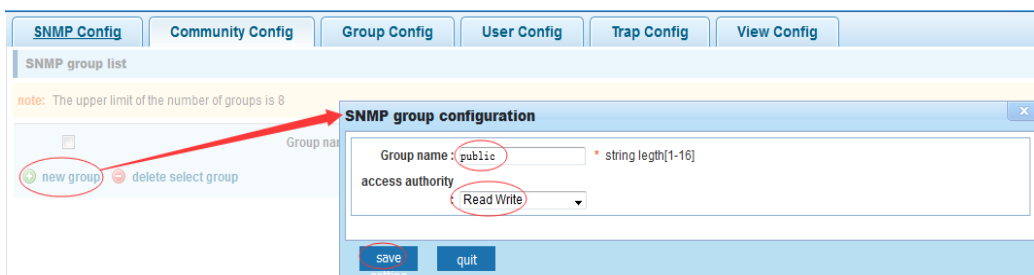 SNMP Config Community Config Group Config User Config Trap Config View Config
SNMP group list
note: The upper limit of the number of groups is 8
SNMP group configuration
Group nam
Group name : public * string legth[1-16]
new group delete select group
access authority
: Read Write
save quit